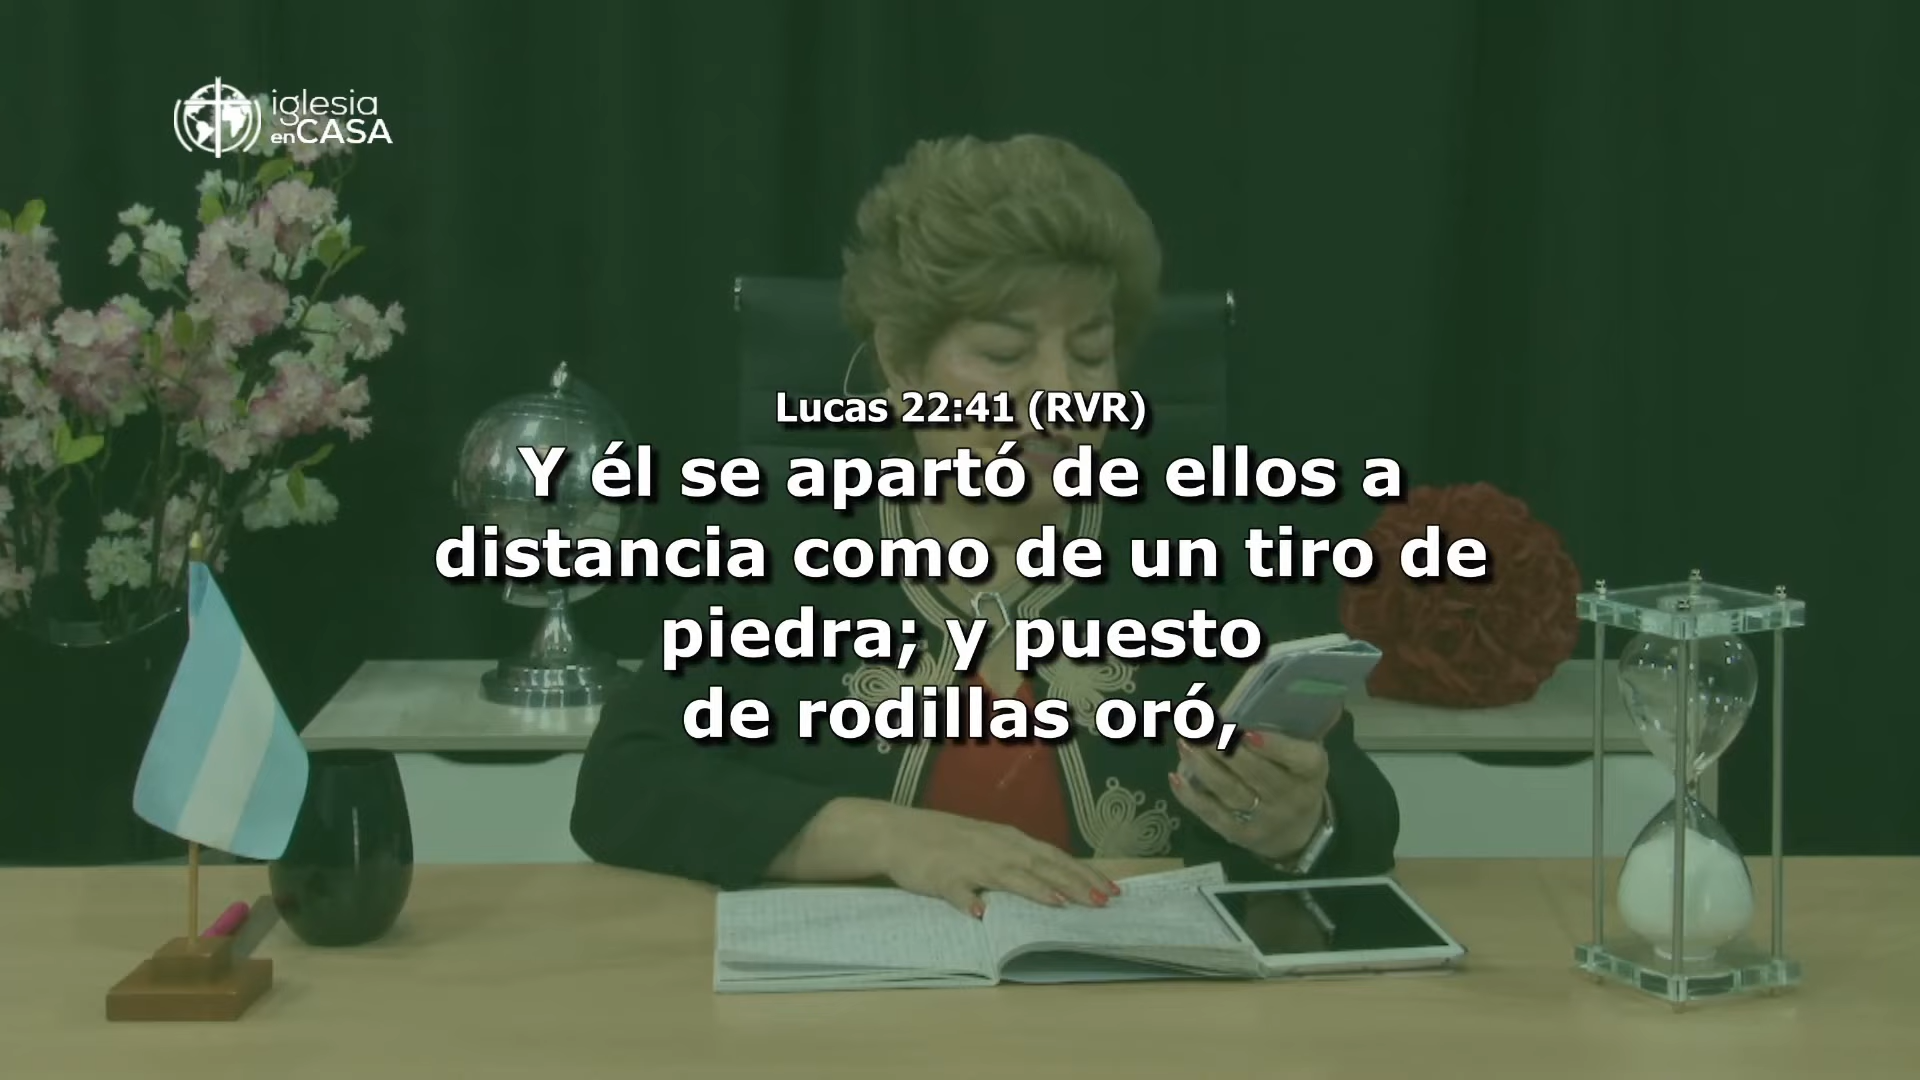 iglesia
enCASA
Lucas 22:41 (RVR)
Y él se apartó de ellos a
distancia como de un tiro de
piedra; y puesto
de rodillas oró,